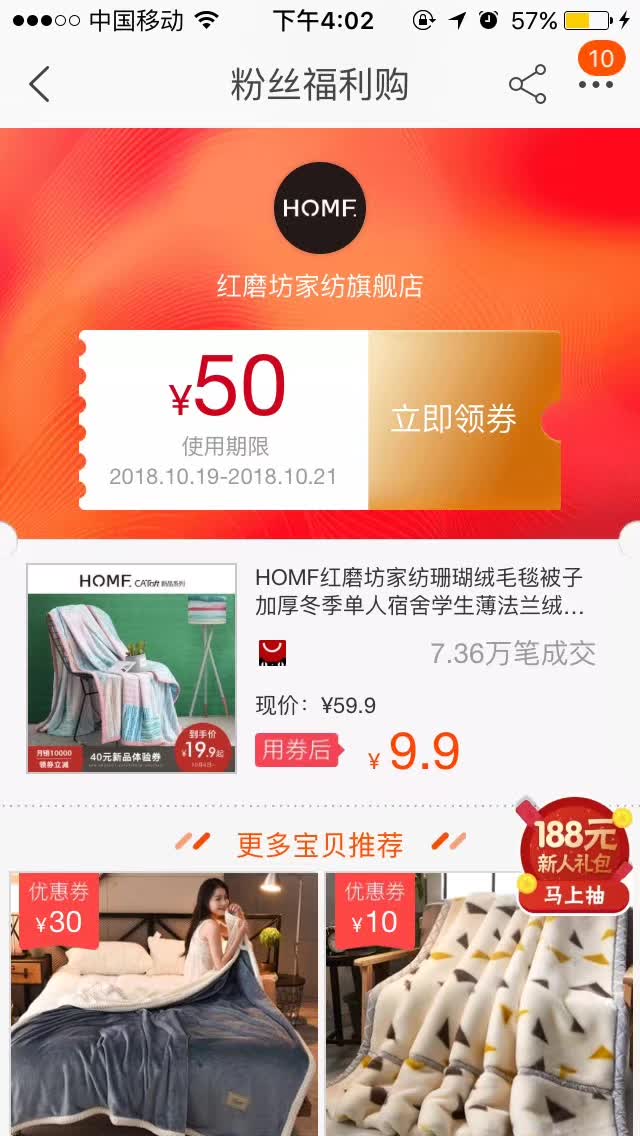 中国移动
下午4:02
57%
粉丝福利购
10
HOMF.
红磨坊家纺旗舰店
¥50
使用期限
2018.10.19-2018.10.21
立即领券
HOMF. CAToft 新品系列
到手价
¥19.9起
月销10000
领券立减
40元新品体验券
HOMF红磨坊家纺珊瑚绒毛毯被子
加厚冬季单人宿舍学生薄法兰绒...
7.36万笔成交
现价：¥59.9
用券后
¥ 9.9
更多宝贝推荐
188元
新人礼包
马上抽
优惠券
¥30
优惠券
¥10